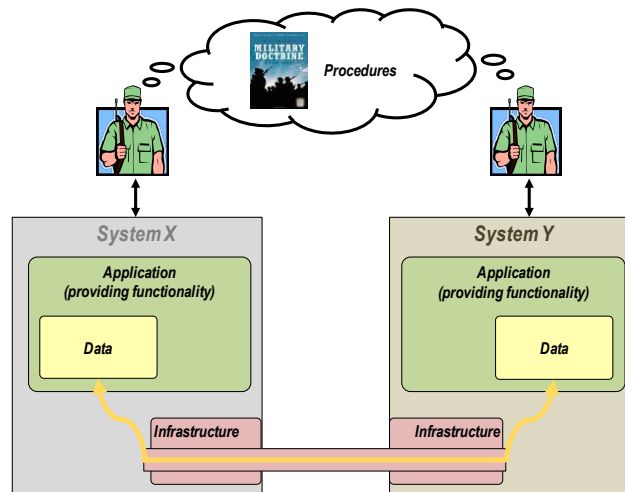 MILITARY
DOCTRINE
Procedures
System X
System Y
Application
(providing functionality)
Application
(providing functionality)
Data
Data
Infrastructure
Infrastructure